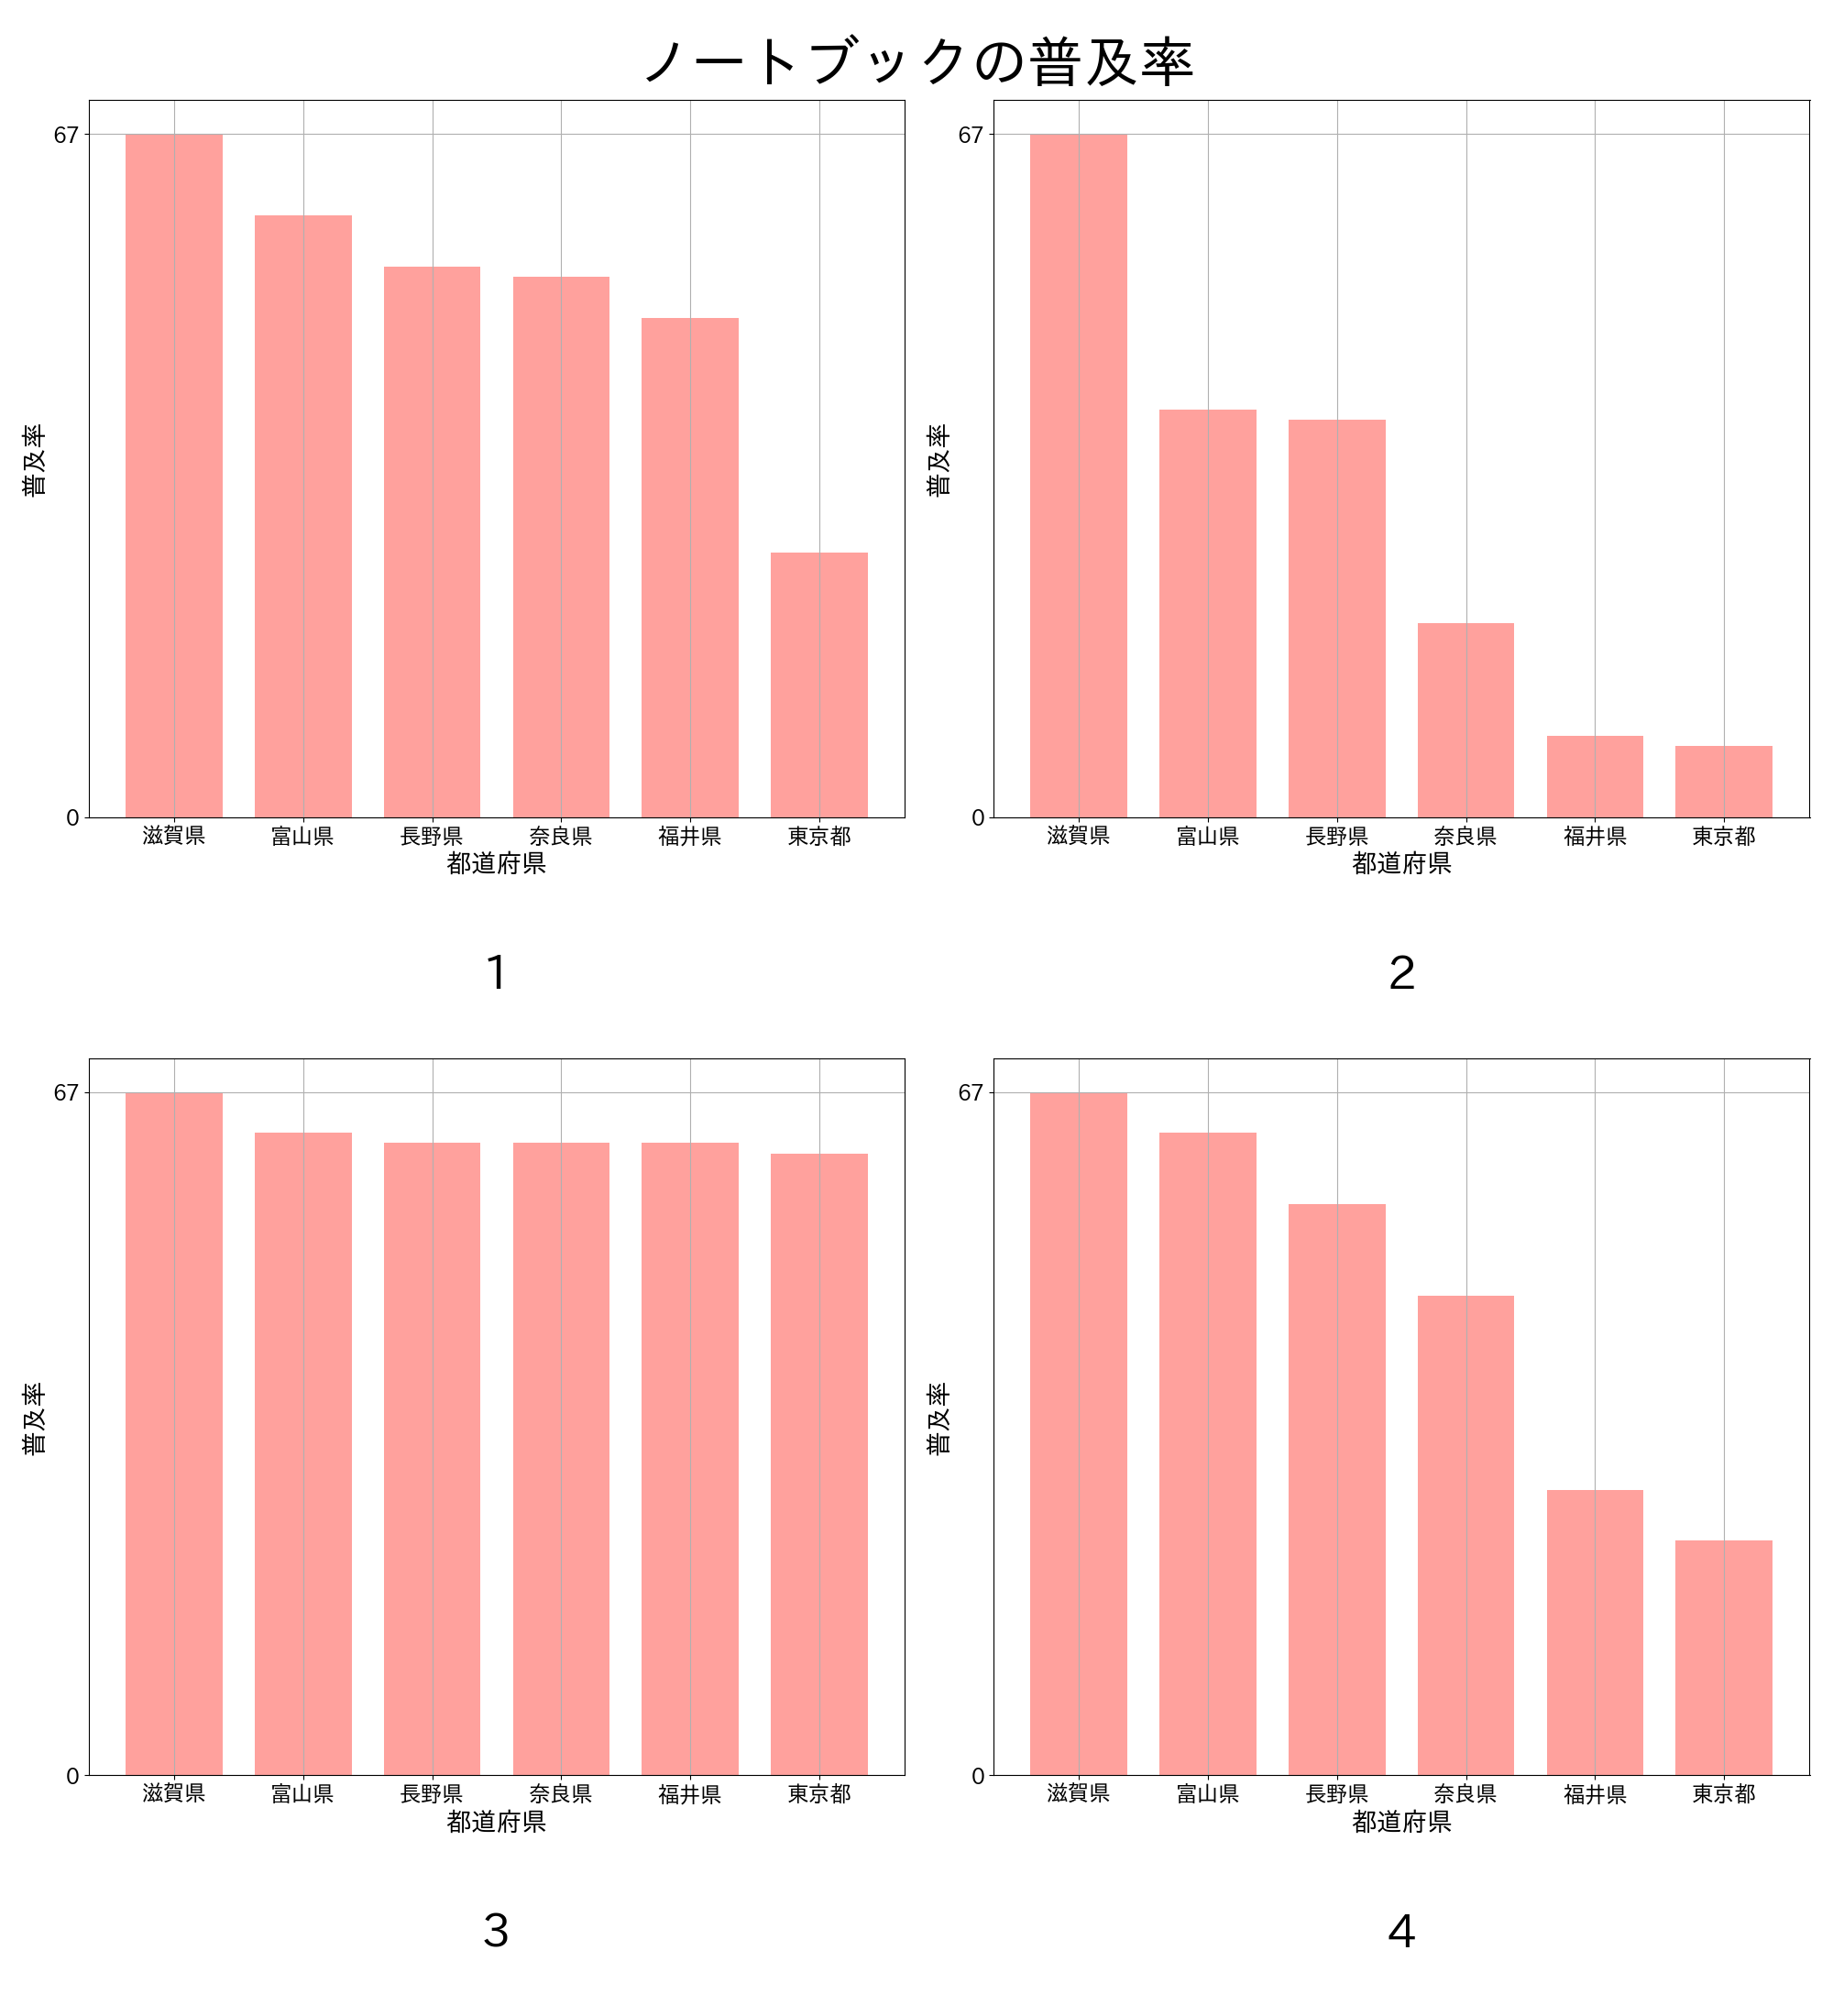 ノートブックの普及率
67
0
普及率
滋賀県 富山県 長野県 奈良県 福井県 東京都
都道府県
1
67
0
普及率
滋賀県 富山県 長野県 奈良県 福井県 東京都
都道府県
2
67
0
普及率
滋賀県 富山県 長野県 奈良県 福井県 東京都
都道府県
3
67
0
普及率
滋賀県 富山県 長野県 奈良県 福井県 東京都
都道府県
4